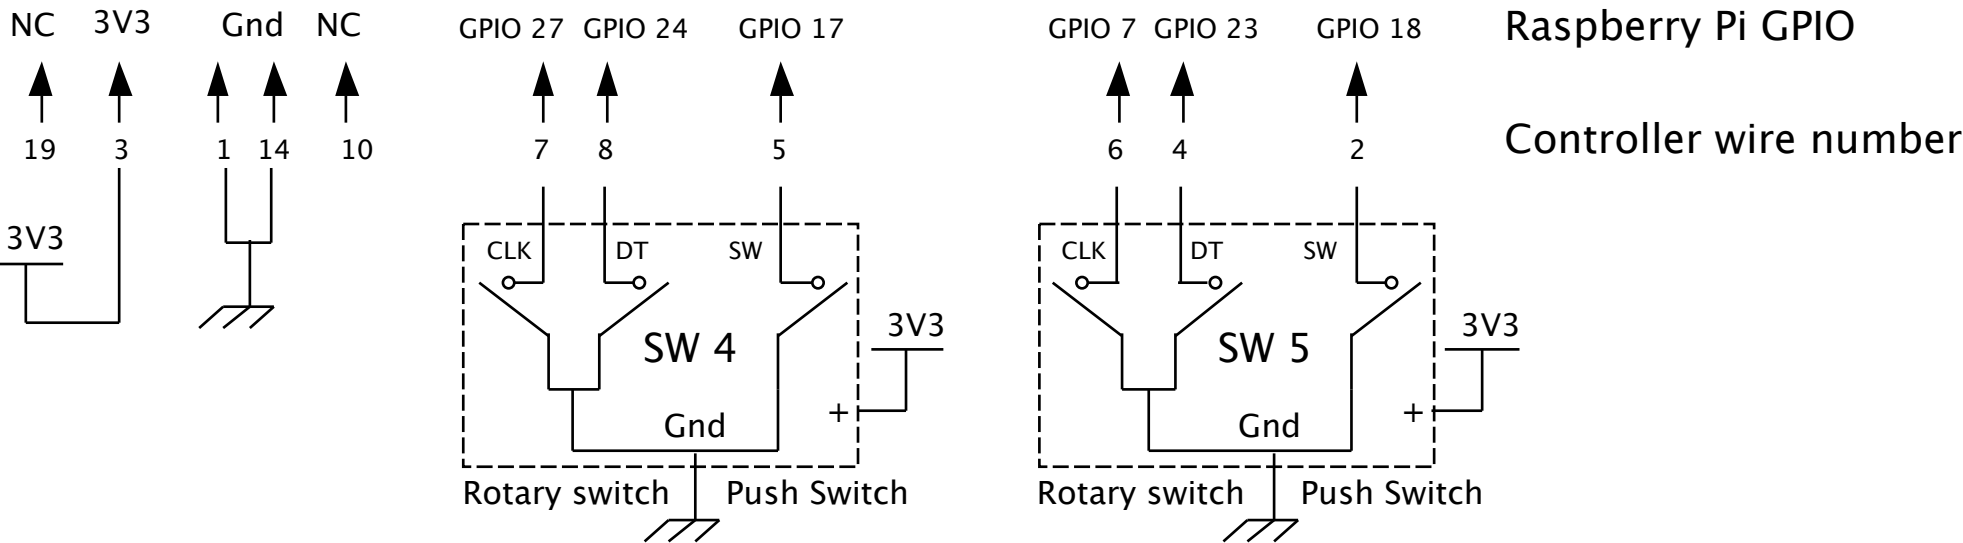 NC 3V3 Gnd NC GPIO 27 GPIO 24 GPIO 17 GPIO 7 GPIO 23 GPIO 18 Raspberry Pi GPIO
19 3 1 14 10 7 8 5 6 4 2 Controller wire number
3V3 CLK DT SW CLK DT SW
SW 4 3V3 SW 5 3V3
Gnd + Gnd +
Rotary switch Push Switch Rotary switch Push Switch